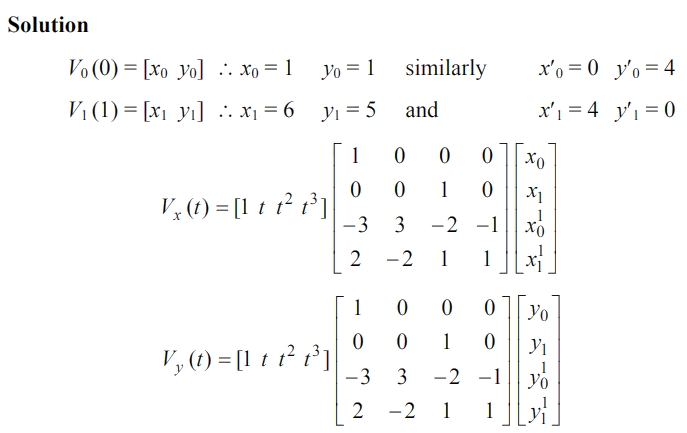 Solution
V₀ (0) = [x₀ y₀] ∴ x₀ = 1 y₀ = 1 similarly x′₀ = 0 y′₀ = 4
V₁ (1) = [x₁ y₁] ∴ x₁ = 6 y₁ = 5 and x′₁ = 4 y′₁ = 0
1 0 0 0 x₀
0 0 1 0 x₁
Vₓ (t) = [1 t t² t³]
−3 3 −2 −1 x₀¹
2 −2 1 1 x₁¹
1 0 0 0 y₀
0 0 1 0 y₁
V_y (t) = [1 t t² t³]
−3 3 −2 −1 y₀¹
2 −2 1 1 y₁¹